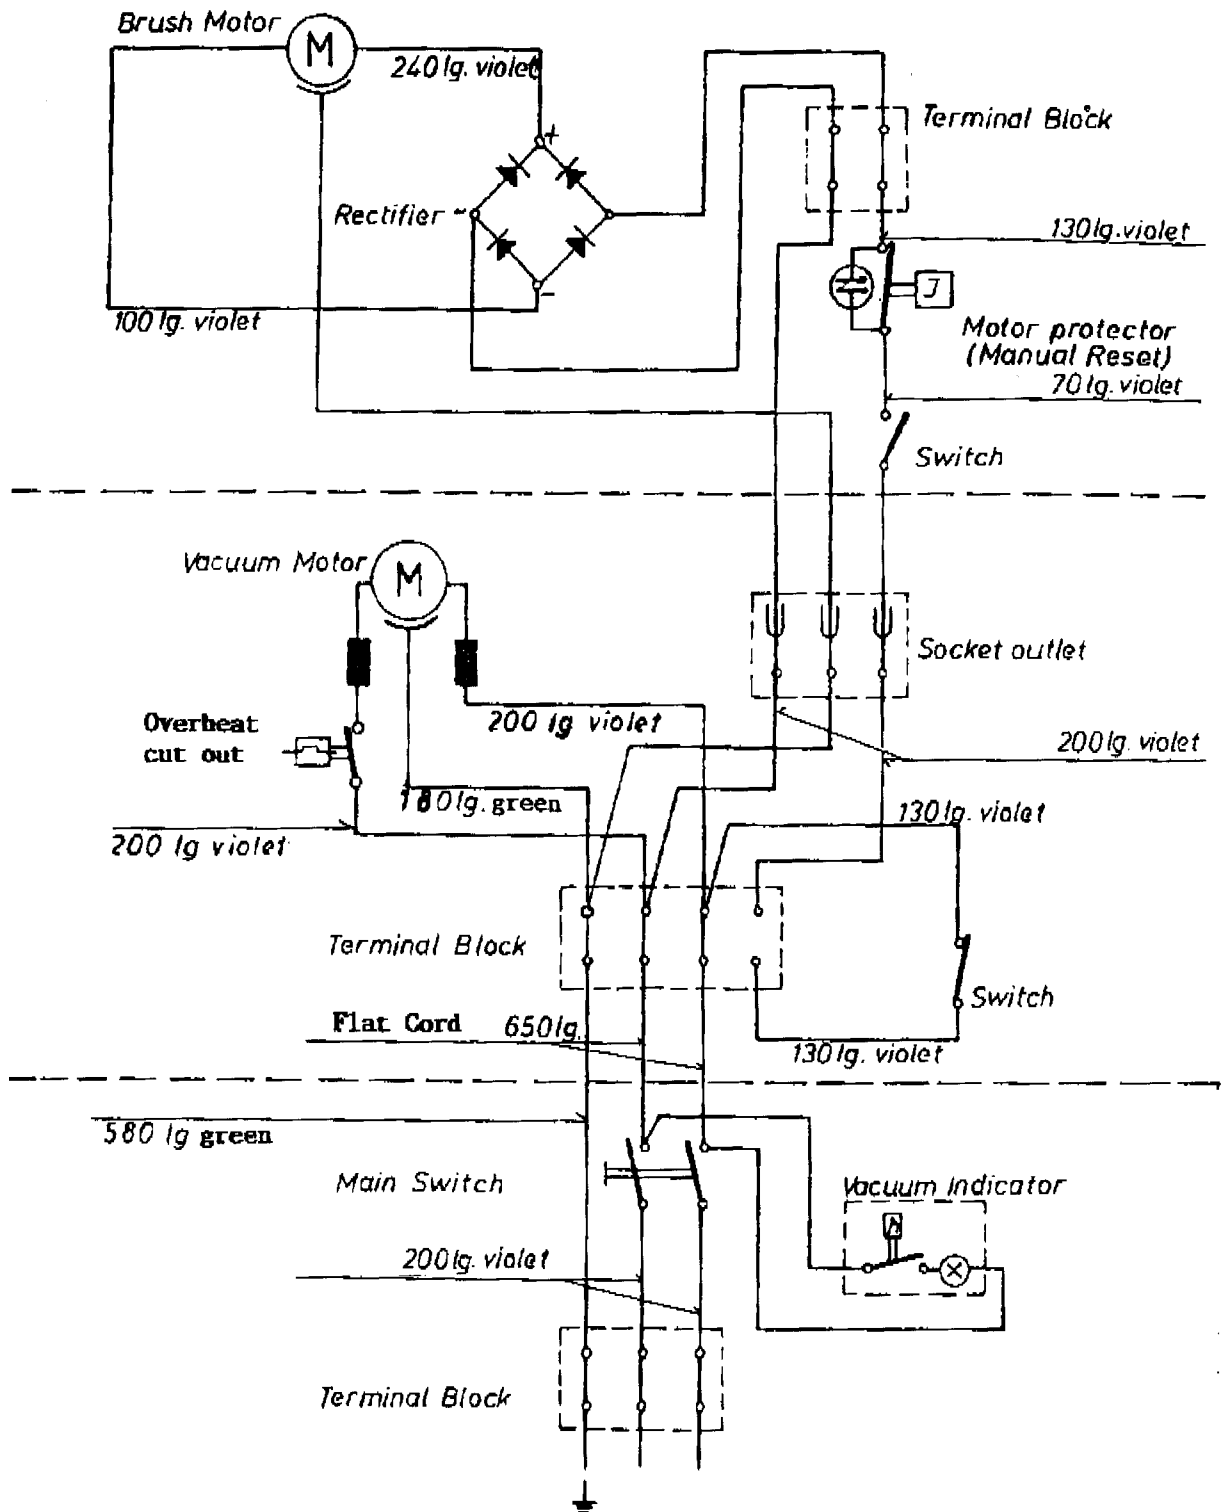 Brush Motor
M
240 lg. violet
Terminal Block
+
Rectifier ~
130 lg. violet
J
-
100 lg. violet
Motor protector
(Manual Reset)
70 lg. violet
Switch
Vacuum Motor
M
Socket outlet
200 lg violet
Overheat
cut out
200 lg. violet
180 lg. green
130 lg. violet
200 lg violet
Terminal Block
Switch
Flat Cord 650 lg.
130 lg. violet
580 lg green
Main Switch
Vacuum Indicator
200 lg. violet
Terminal Block